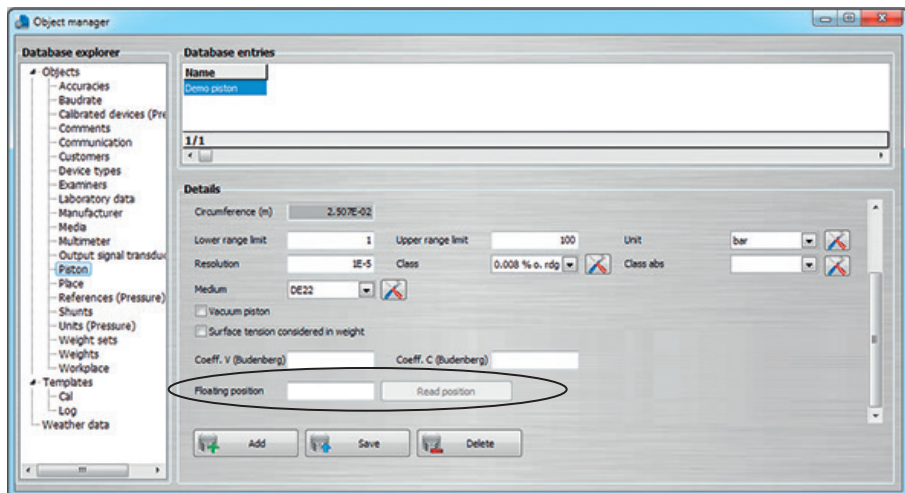 Object manager
Database explorer
Objects
Accuracies
Baudrate
Calibrated devices (Pre
Comments
Communication
Customers
Device types
Examiners
Laboratory data
Manufacturer
Media
Multimeter
Output signal transduc
Piston
Place
References (Pressure)
Shunts
Units (Pressure)
Weight sets
Weights
Workplace
Templates
Cal
Log
Weather data
Database entries
Name
Demo piston
1/1
Details
Circumference (m) 2.507E-02
Lower range limit 1 Upper range limit 100 Unit bar
Resolution 1E-5 Class 0.008 % o. rdg Class abs
Medium DE22
Vacuum piston
Surface tension considered in weight
Coeff. V (Budenberg) Coeff. C (Budenberg)
Floating position Read position
Add Save Delete